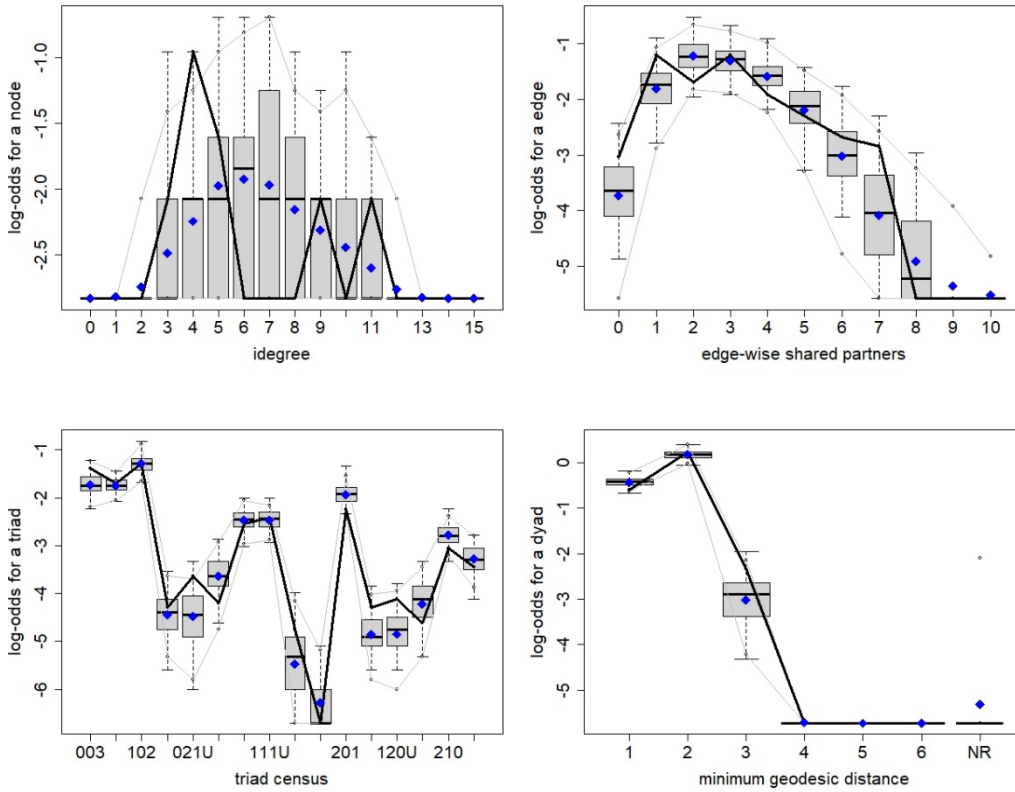 log-odds for a node
-1.0
-1.5
-2.0
-2.5
0 1 2 3 4 5 6 7 8 9 11 13 15
idegree
log-odds for a edge
-1
-2
-3
-4
-5
0 1 2 3 4 5 6 7 8 9 10
edge-wise shared partners
log-odds for a triad
-1
-2
-3
-4
-5
-6
003 102 021U 111U 201 120U 210
triad census
log-odds for a dyad
0
-1
-2
-3
-5
1 2 3 4 5 6 NR
minimum geodesic distance